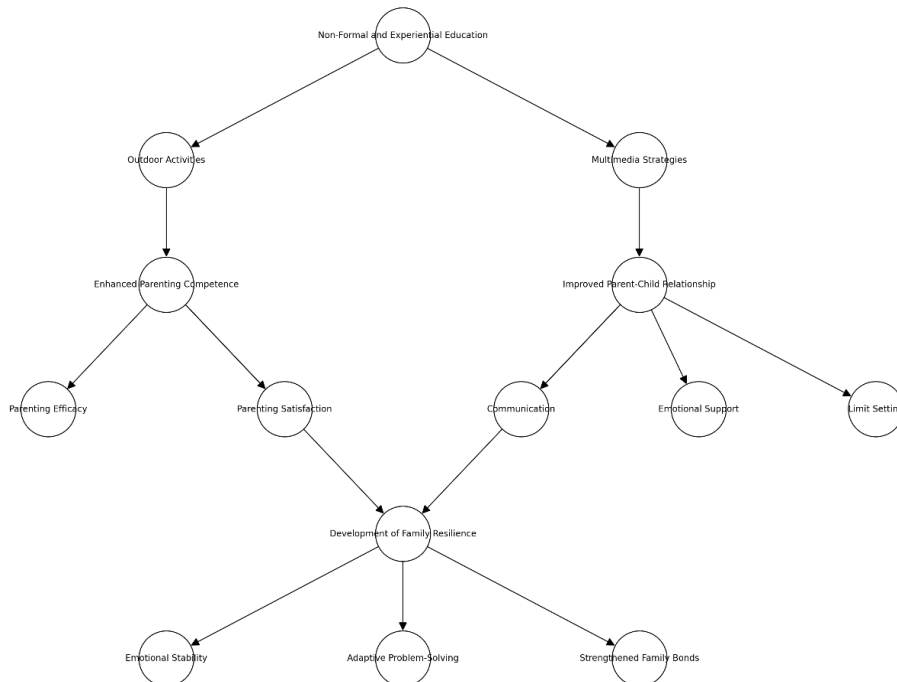 Non-Formal and Experiential Education
Outdoor Activities
Multimedia Strategies
Enhanced Parenting Competence
Improved Parent-Child Relationship
Parenting Efficacy
Parenting Satisfaction
Communication
Emotional Support
Limit Settin
Development of Family Resilience
Emotional Stability
Adaptive Problem-Solving
Strengthened Family Bonds